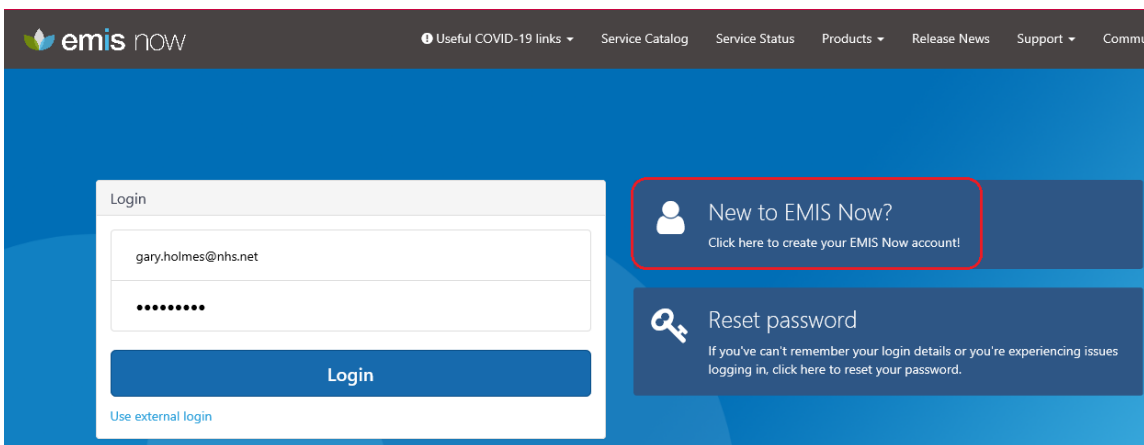 emis now
Useful COVID-19 links
Service Catalog
Service Status
Products
Release News
Support
Commu
Login
gary.holmes@nhs.net
•••••••••
Login
Use external login
New to EMIS Now?
Click here to create your EMIS Now account!
Reset password
If you've can't remember your login details or you're experiencing issues
logging in, click here to reset your password.